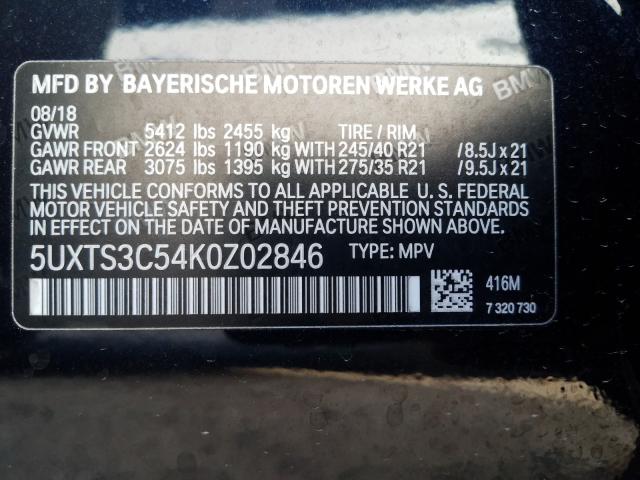 MFD BY BAYERISCHE MOTOREN WERKE AG
08/18
GVWR 5412 lbs 2455 kg TIRE / RIM
GAWR FRONT 2624 lbs 1190 kg WITH 245/40 R21 /8.5J x 21
GAWR REAR 3075 lbs 1395 kg WITH 275/35 R21 /9.5J x 21
THIS VEHICLE CONFORMS TO ALL APPLICABLE U. S. FEDERAL
MOTOR VEHICLE SAFETY, BUMPER, AND THEFT PREVENTION
STANDARDS IN EFFECT ON THE DATE OF MANUFACTURE SHOWN ABOVE.
5UXTS3C54K0Z02846 TYPE: MPV
416M
7 320 730